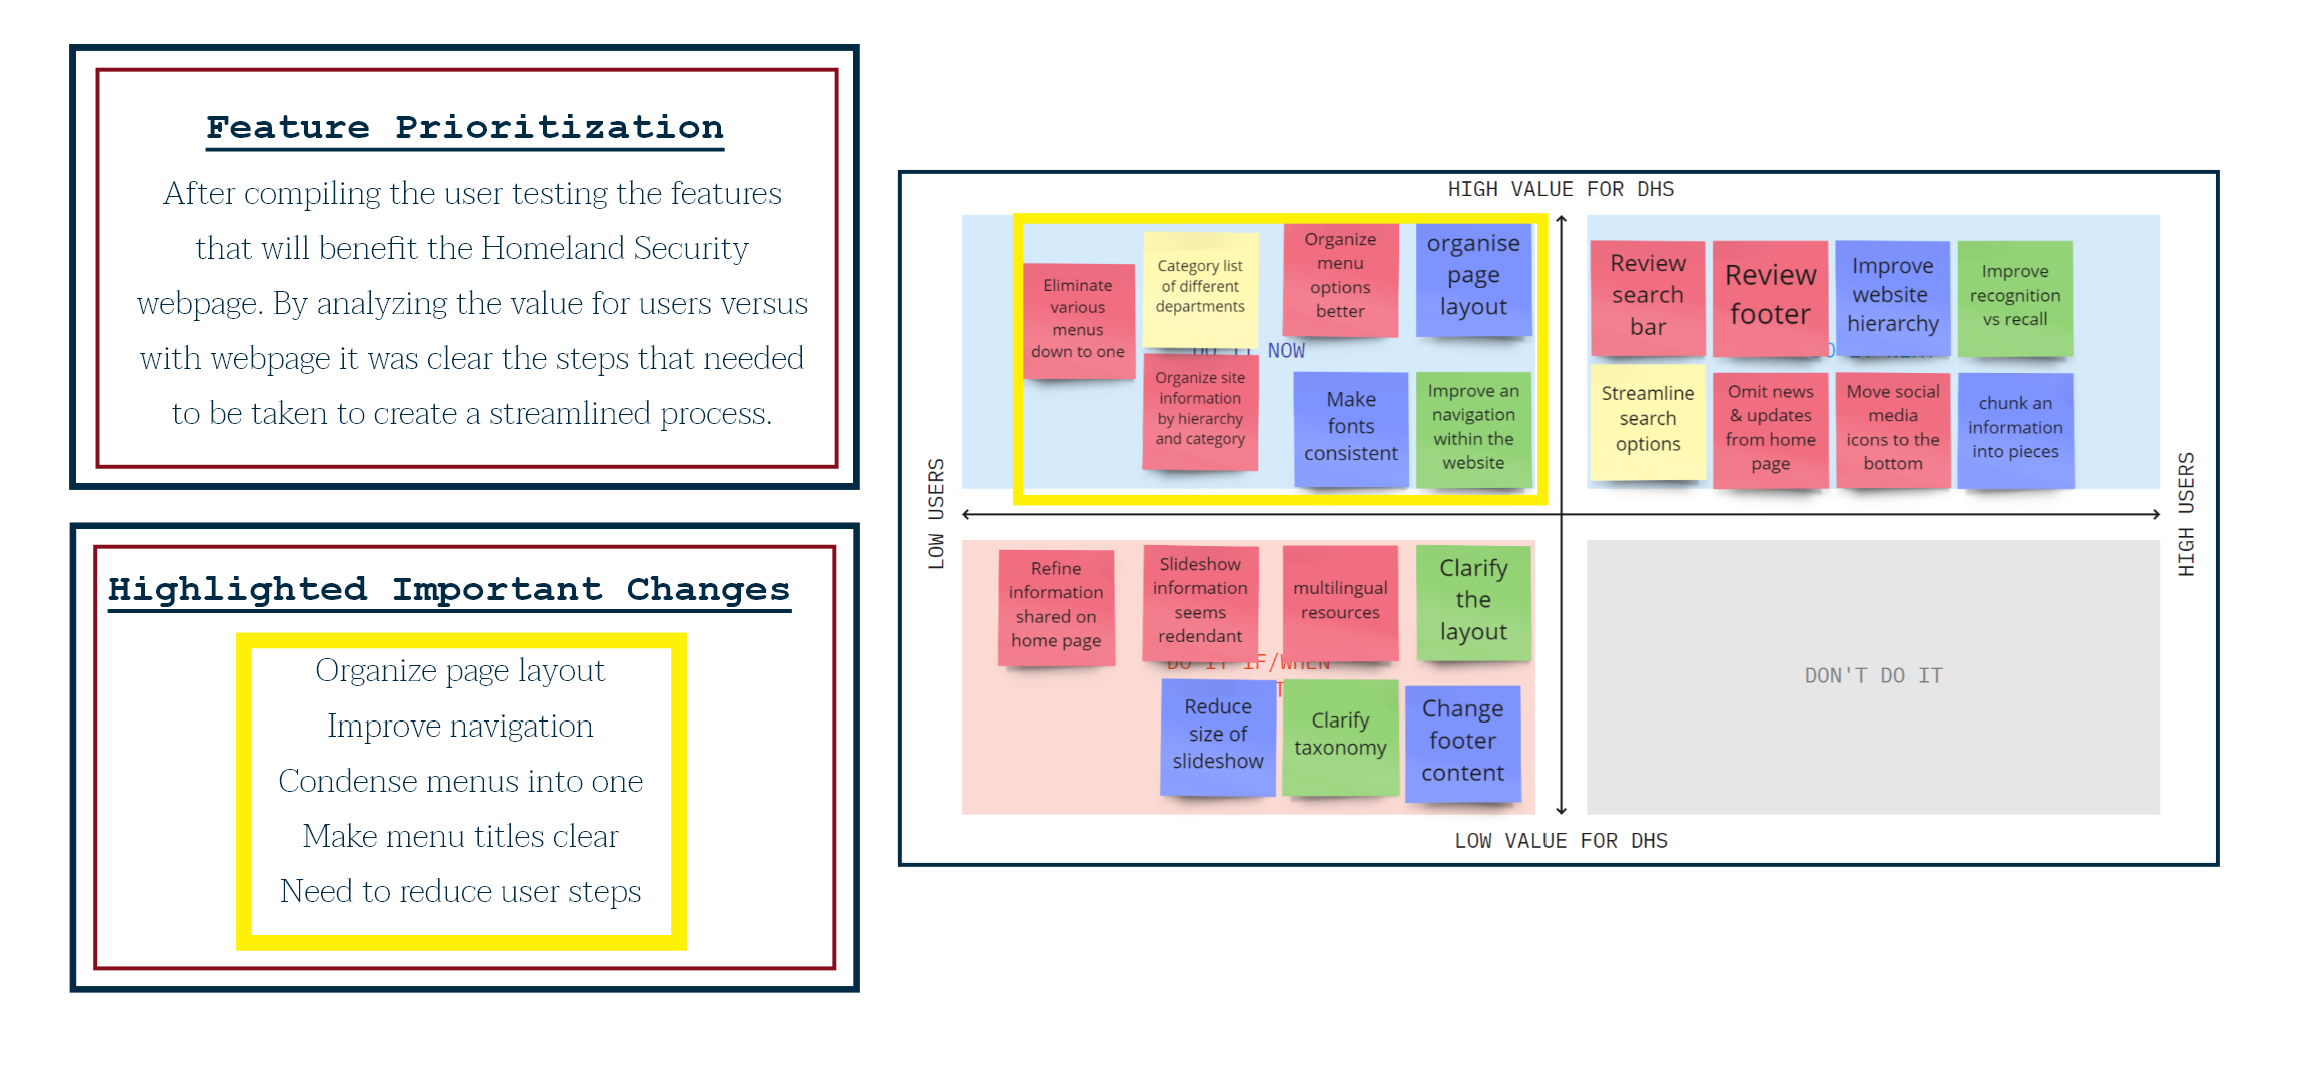 Feature Prioritization
After compiling the user testing the features
that will benefit the Homeland Security
webpage. By analyzing the value for users versus
with webpage it was clear the steps that needed
to be taken to create a streamlined process.
Highlighted Important Changes
Organize page layout
Improve navigation
Condense menus into one
Make menu titles clear
Need to reduce user steps
HIGH VALUE FOR DHS
LOW USERS
Eliminate
various
menus
down to one
Category list
of different
departments
Organize
menu
options
better
organise
page
layout
DO IT NOW
Organize site
information
by hierarchy
and category
Make
fonts
consistent
Improve an
navigation
within the
website
Review
search
bar
Review
footer
Improve
website
hierarchy
Improve
recognition
vs recall
Streamline
search
options
Omit news
& updates
from home
page
Move social
media
icons to the
bottom
chunk an
information
into pieces
HIGH USERS
Refine
information
shared on
home page
Slideshow
information
seems
redendant
multilingual
resources
Clarify
the
layout
DO IT IF/WHEN
Reduce
size of
slideshow
Clarify
taxonomy
Change
footer
content
DON'T DO IT
LOW VALUE FOR DHS